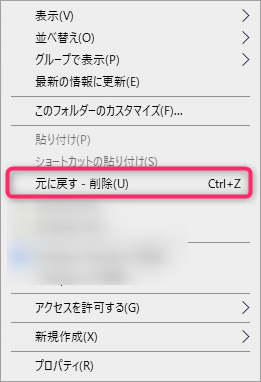 表示(V)
並べ替え(O)
グループで表示(P)
最新の情報に更新(E)
このフォルダーのカスタマイズ(F)...
貼り付け(P)
ショートカットの貼り付け(S)
元に戻す - 削除(U) Ctrl+Z
アクセスを許可する(G)
新規作成(X)
プロパティ(R)